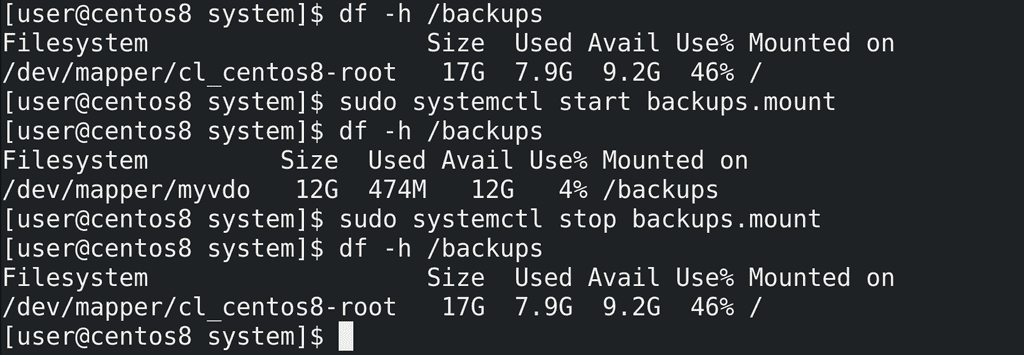 [user@centos8 system]$ df -h /backups
Filesystem                   Size  Used Avail Use% Mounted on
/dev/mapper/cl_centos8-root   17G  7.9G  9.2G  46% /
[user@centos8 system]$ sudo systemctl start backups.mount
[user@centos8 system]$ df -h /backups
Filesystem         Size  Used Avail Use% Mounted on
/dev/mapper/myvdo   12G  474M   12G   4% /backups
[user@centos8 system]$ sudo systemctl stop backups.mount
[user@centos8 system]$ df -h /backups
Filesystem                   Size  Used Avail Use% Mounted on
/dev/mapper/cl_centos8-root   17G  7.9G  9.2G  46% /
[user@centos8 system]$